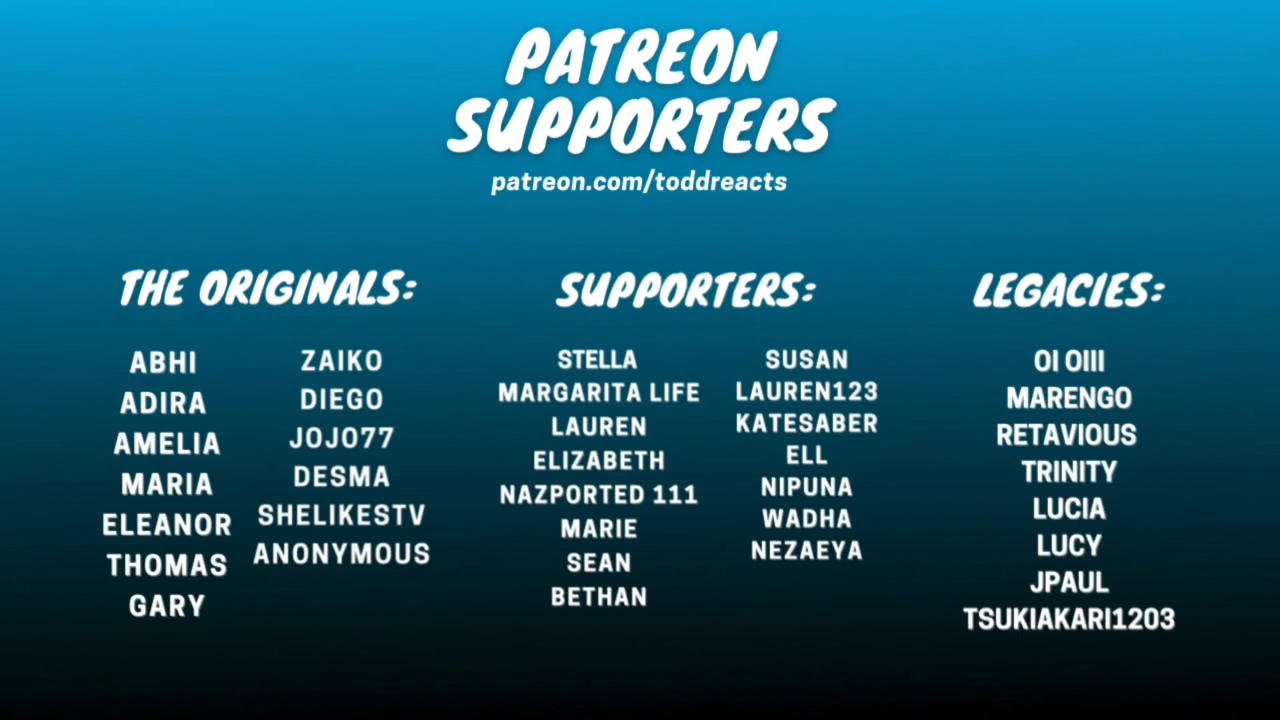 PATREON
SUPPORTERS
patreon.com/toddreacts
THE ORIGINALS:
ABHI
ADIRA
AMELIA
MARIA
ELEANOR
THOMAS
GARY
ZAIKO
DIEGO
JOJO77
DESMA
SHELIKESTV
ANONYMOUS
SUPPORTERS:
STELLA
MARGARITA LIFE
LAUREN
ELIZABETH
NAZPORTED 111
MARIE
SEAN
BETHAN
SUSAN
LAUREN123
KATESABER
ELL
NIPUNA
WADHA
NEZAEYA
LEGACIES:
OI OIII
MARENGO
RETAVIOUS
TRINITY
LUCIA
LUCY
JPAUL
TSUKIAKARI1203